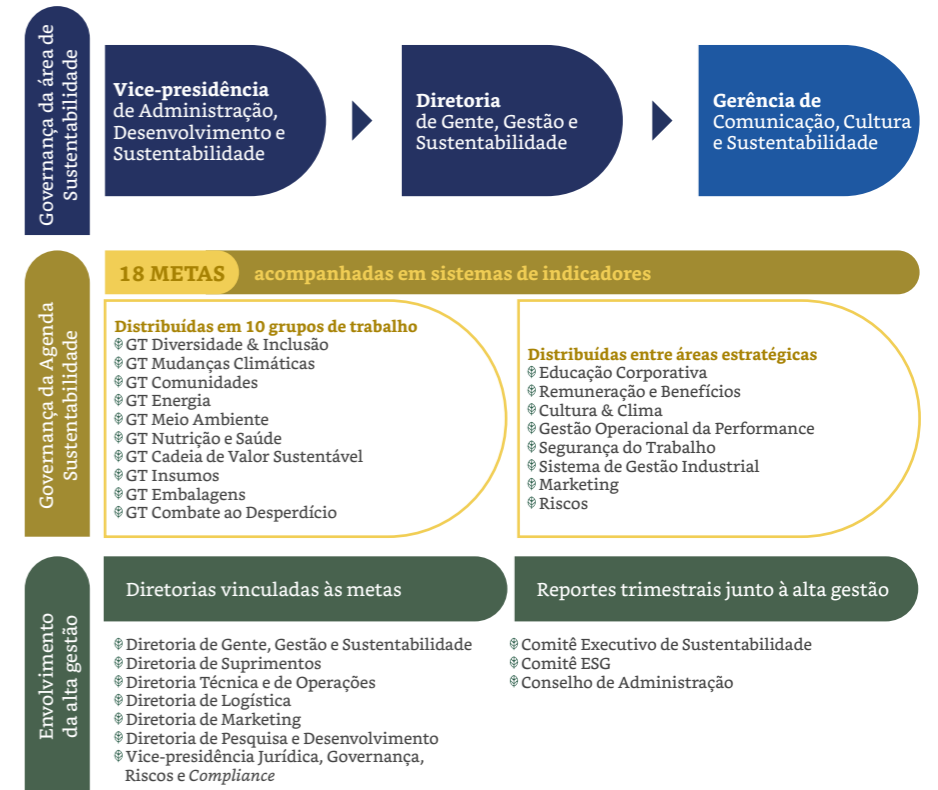 Governança da área de
Sustentabilidade
Vice-presidência
de Administração,
Desenvolvimento e
Sustentabilidade
Diretoria
de Gente, Gestão e
Sustentabilidade
Gerência de
Comunicação, Cultura
e Sustentabilidade
Governança da Agenda
Sustentabilidade
18 METAS acompanhadas em sistemas de indicadores
Distribuídas em 10 grupos de trabalho
GT Diversidade & Inclusão
GT Mudanças Climáticas
GT Comunidades
GT Energia
GT Meio Ambiente
GT Nutrição e Saúde
GT Cadeia de Valor Sustentável
GT Insumos
GT Embalagens
GT Combate ao Desperdício
Distribuídas entre áreas estratégicas
Educação Corporativa
Remuneração e Benefícios
Cultura & Clima
Gestão Operacional da Performance
Segurança do Trabalho
Sistema de Gestão Industrial
Marketing
Riscos
Envolvimento
da alta gestão
Diretorias vinculadas às metas
Diretoria de Gente, Gestão e Sustentabilidade
Diretoria de Suprimentos
Diretoria Técnica e de Operações
Diretoria de Logística
Diretoria de Marketing
Diretoria de Pesquisa e Desenvolvimento
Vice-presidência Jurídica, Governança,
Riscos e Compliance
Reportes trimestrais junto à alta gestão
Comitê Executivo de Sustentabilidade
Comitê ESG
Conselho de Administração